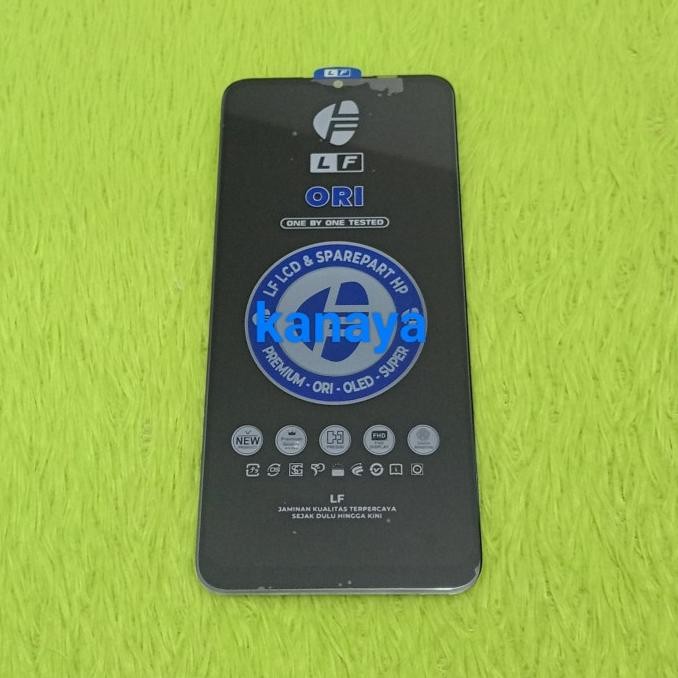 LF
LF
ORI
ONE BY ONE TESTED
LF LCD & SPAREPART HP
kanaya
PREMIUM - ORI - OLED - SUPER
NEW
Premium
FHD
LF
JAMINAN KUALITAS TERPERCAYA
SEJAK DULU HINGGA KINI